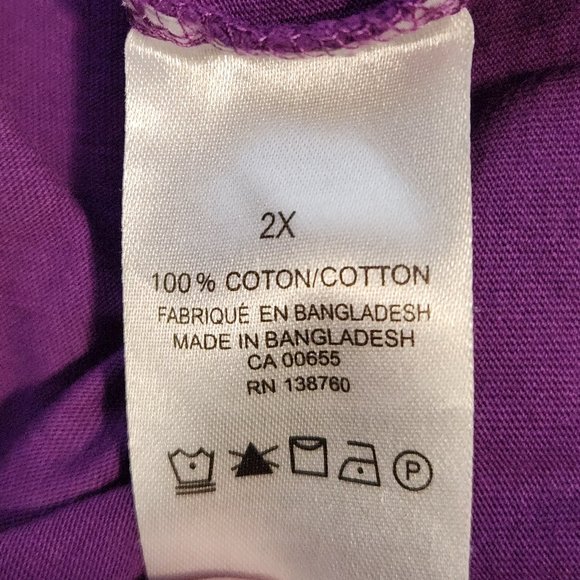 2X
100% COTON/COTTON
FABRIQUÉ EN BANGLADESH
MADE IN BANGLADESH
CA 00655
RN 138760
P